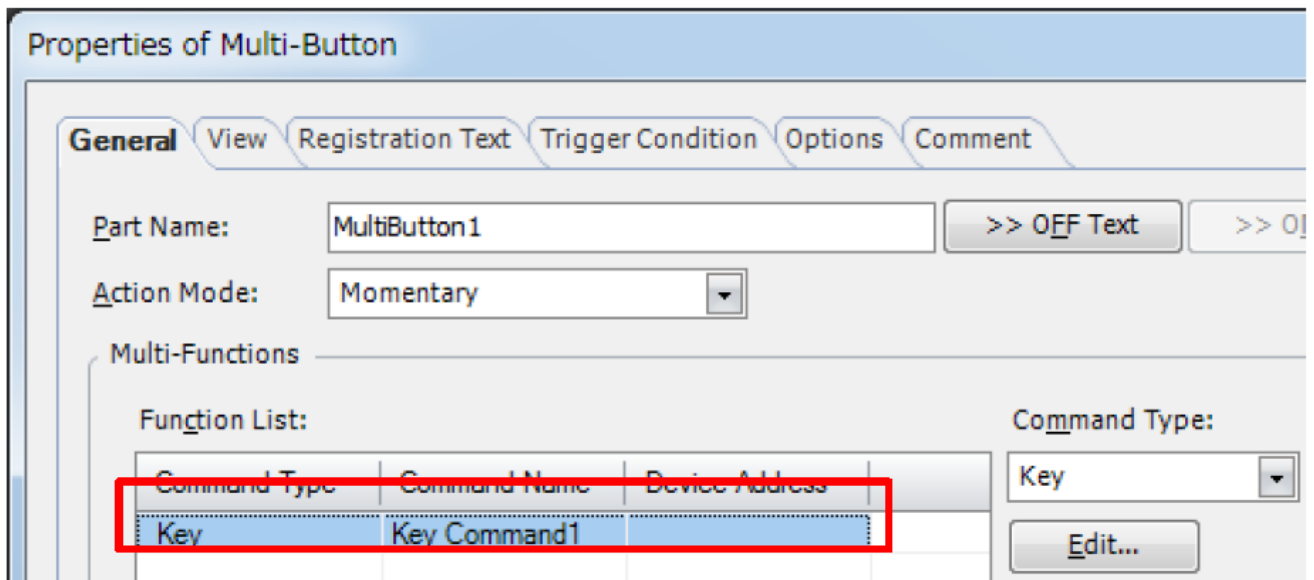 Properties of Multi-Button
General View Registration Text Trigger Condition Options Comment
Part Name: MultiButton1 >> OFF Text >>
Action Mode: Momentary
Multi-Functions
Function List: Command Type:
Command Type Command Name Device Address Key
Key Key Command1
Edit...